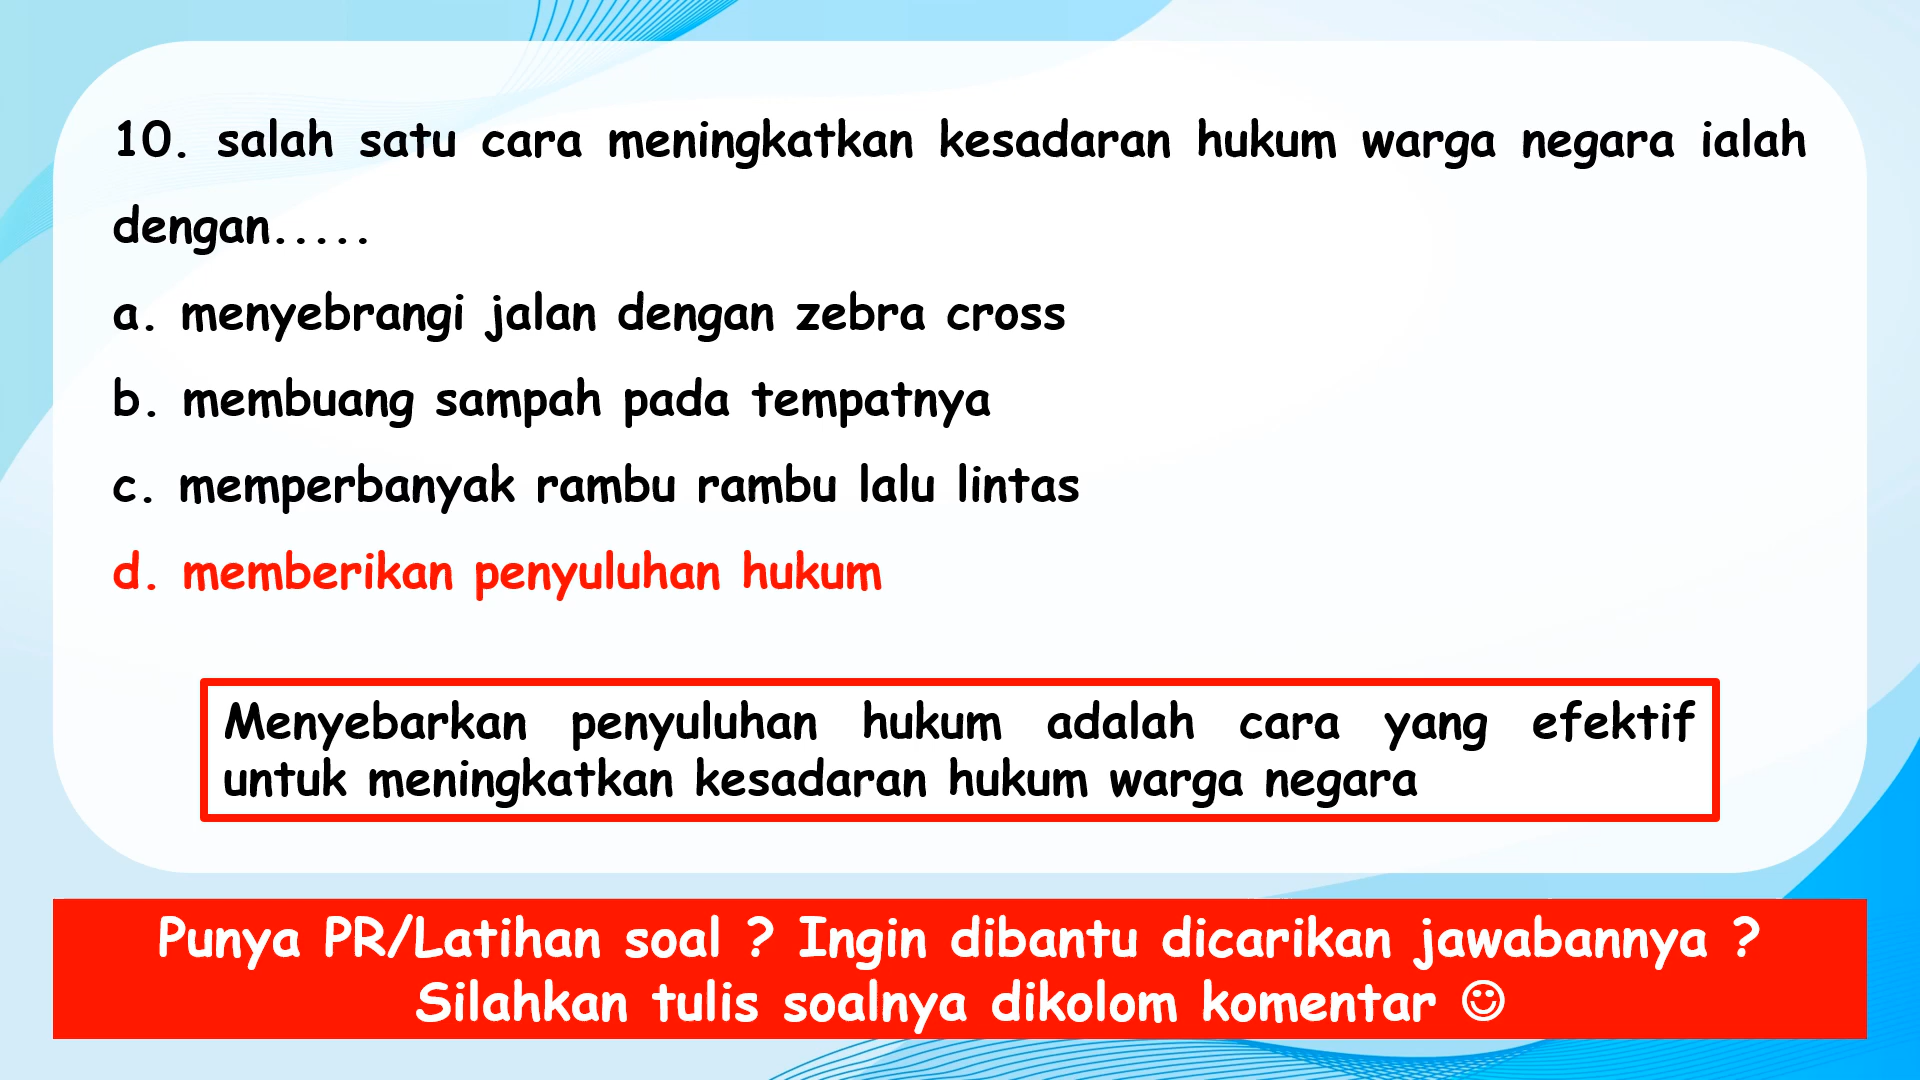 10. salah satu cara meningkatkan kesadaran hukum warga negara ialah
dengan.....
a. menyebrangi jalan dengan zebra cross
b. membuang sampah pada tempatnya
c. memperbanyak rambu rambu lalu lintas
d. memberikan penyuluhan hukum
Menyebarkan penyuluhan hukum adalah cara yang efektif
untuk meningkatkan kesadaran hukum warga negara
Punya PR/Latihan soal ? Ingin dibantu dicarikan jawabannya ?
Silahkan tulis soalnya dikolom komentar ☺